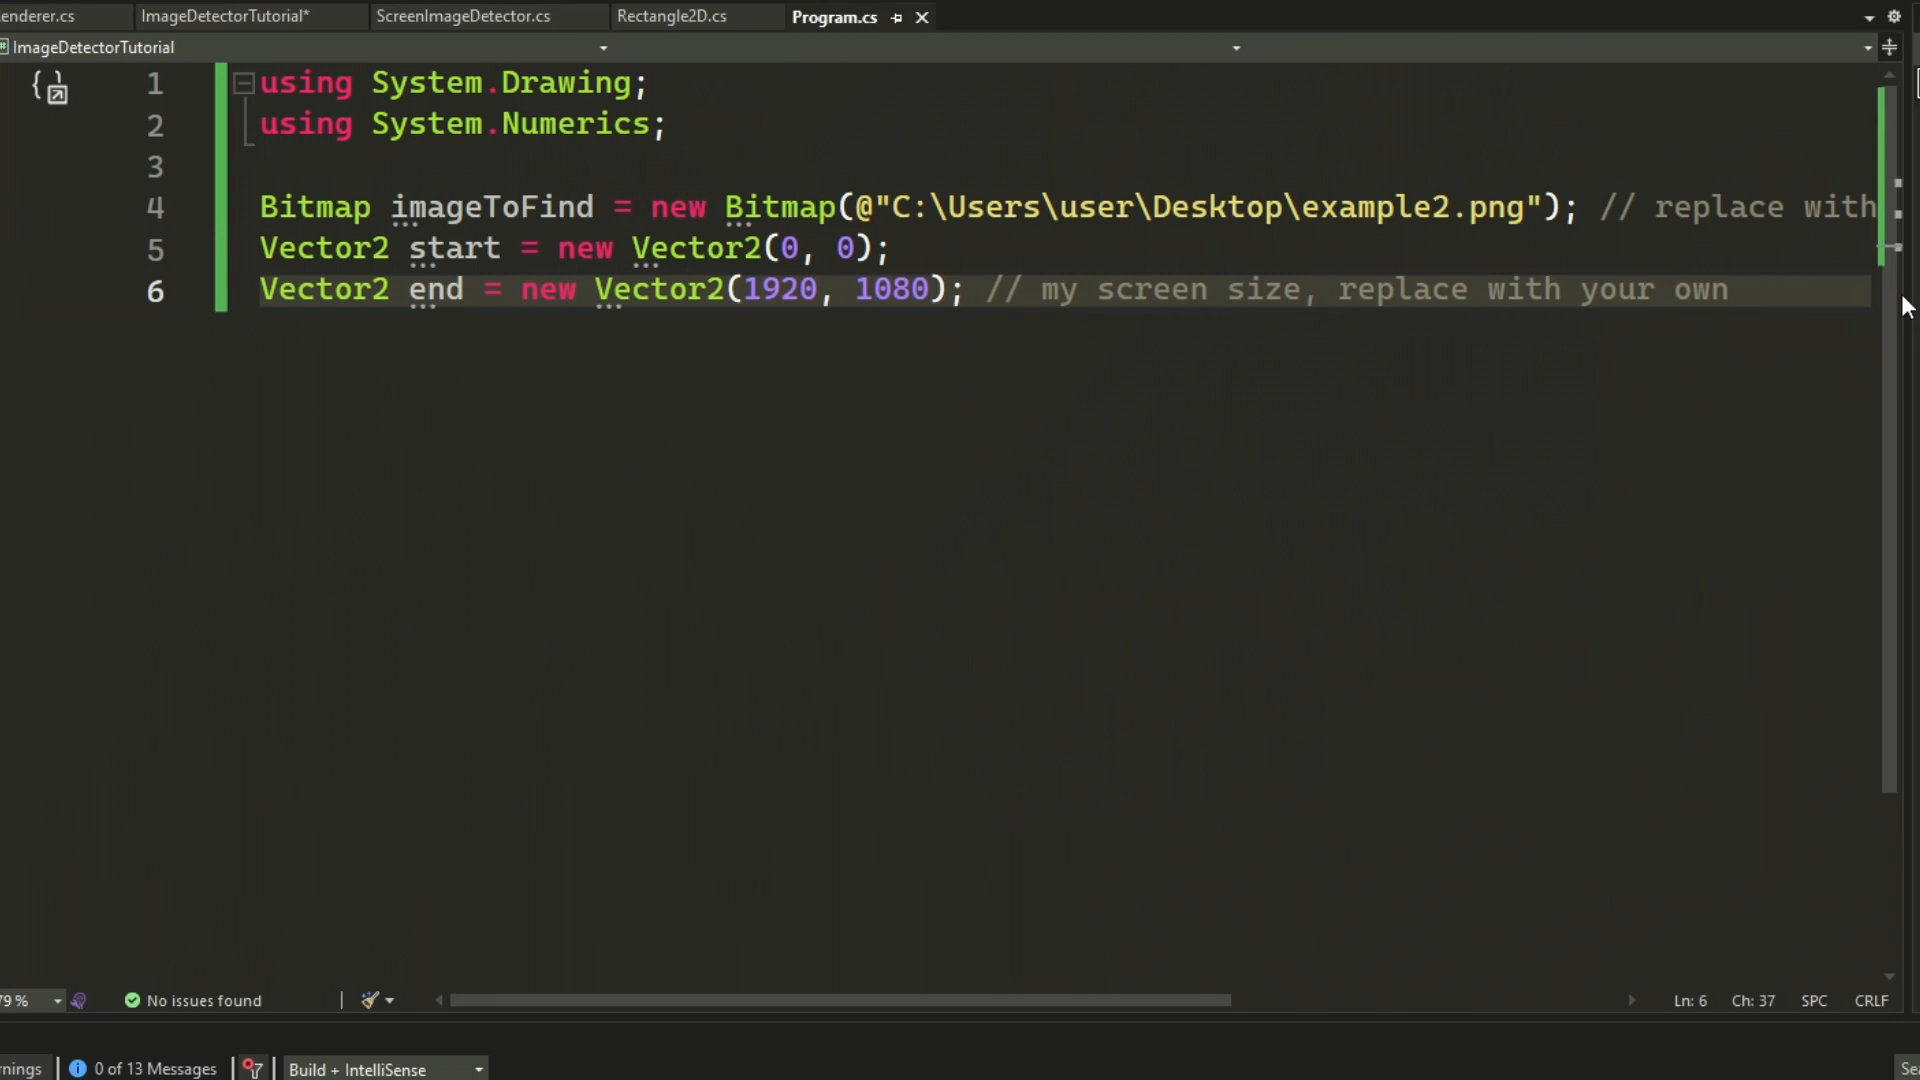 enderer.cs ImageDetectorTutorial* ScreenImageDetector.cs Rectangle2D.cs Program.cs
ImageDetectorTutorial
1 using System.Drawing;
2 using System.Numerics;
3
4 Bitmap imageToFind = new Bitmap(@"C:\Users\user\Desktop\example2.png"); // replace with
5 Vector2 start = new Vector2(0, 0);
6 Vector2 end = new Vector2(1920, 1080); // my screen size, replace with your own
79 % No issues found Ln: 6 Ch: 37 SPC CRLF
rnings 0 of 13 Messages Build + IntelliSense Sea